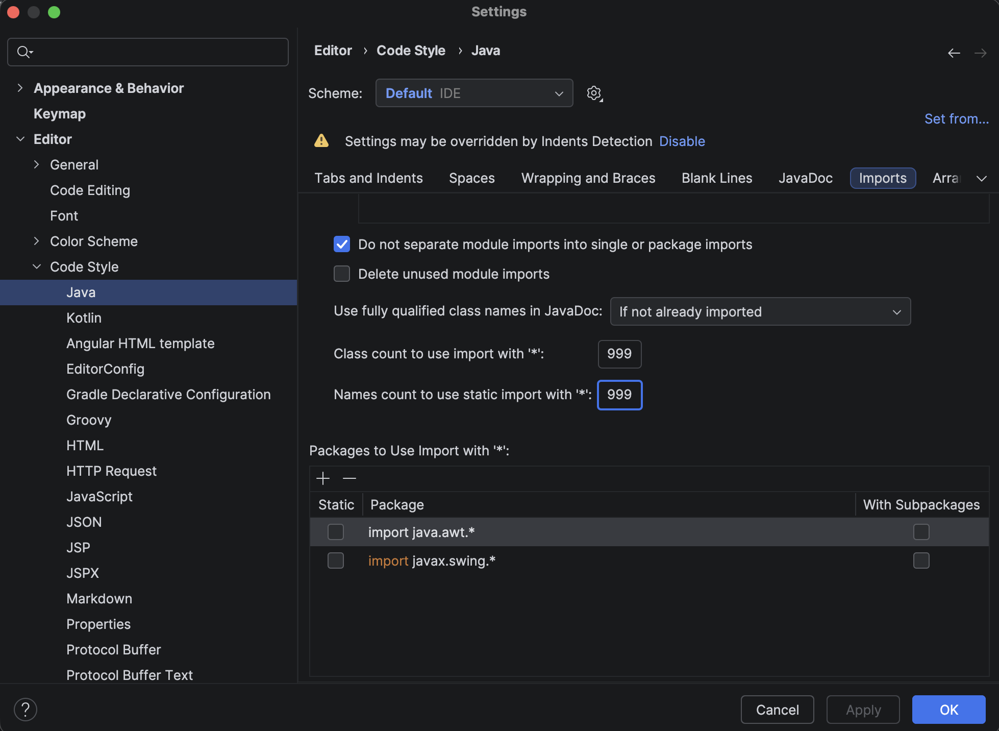 Settings
Appearance & Behavior
Keymap
Editor
General
Code Editing
Font
Color Scheme
Code Style
Java
Kotlin
Angular HTML template
EditorConfig
Gradle Declarative Configuration
Groovy
HTML
HTTP Request
JavaScript
JSON
JSP
JSPX
Markdown
Properties
Protocol Buffer
Protocol Buffer Text
Editor › Code Style › Java
Scheme: Default IDE
Set from...
Settings may be overridden by Indents Detection Disable
Tabs and Indents Spaces Wrapping and Braces Blank Lines JavaDoc Imports Arra
Do not separate module imports into single or package imports
Delete unused module imports
Use fully qualified class names in JavaDoc: If not already imported
Class count to use import with '*': 999
Names count to use static import with '*': 999
Packages to Use Import with '*':
Static Package With Subpackages
import java.awt.*
import javax.swing.*
? Cancel Apply OK